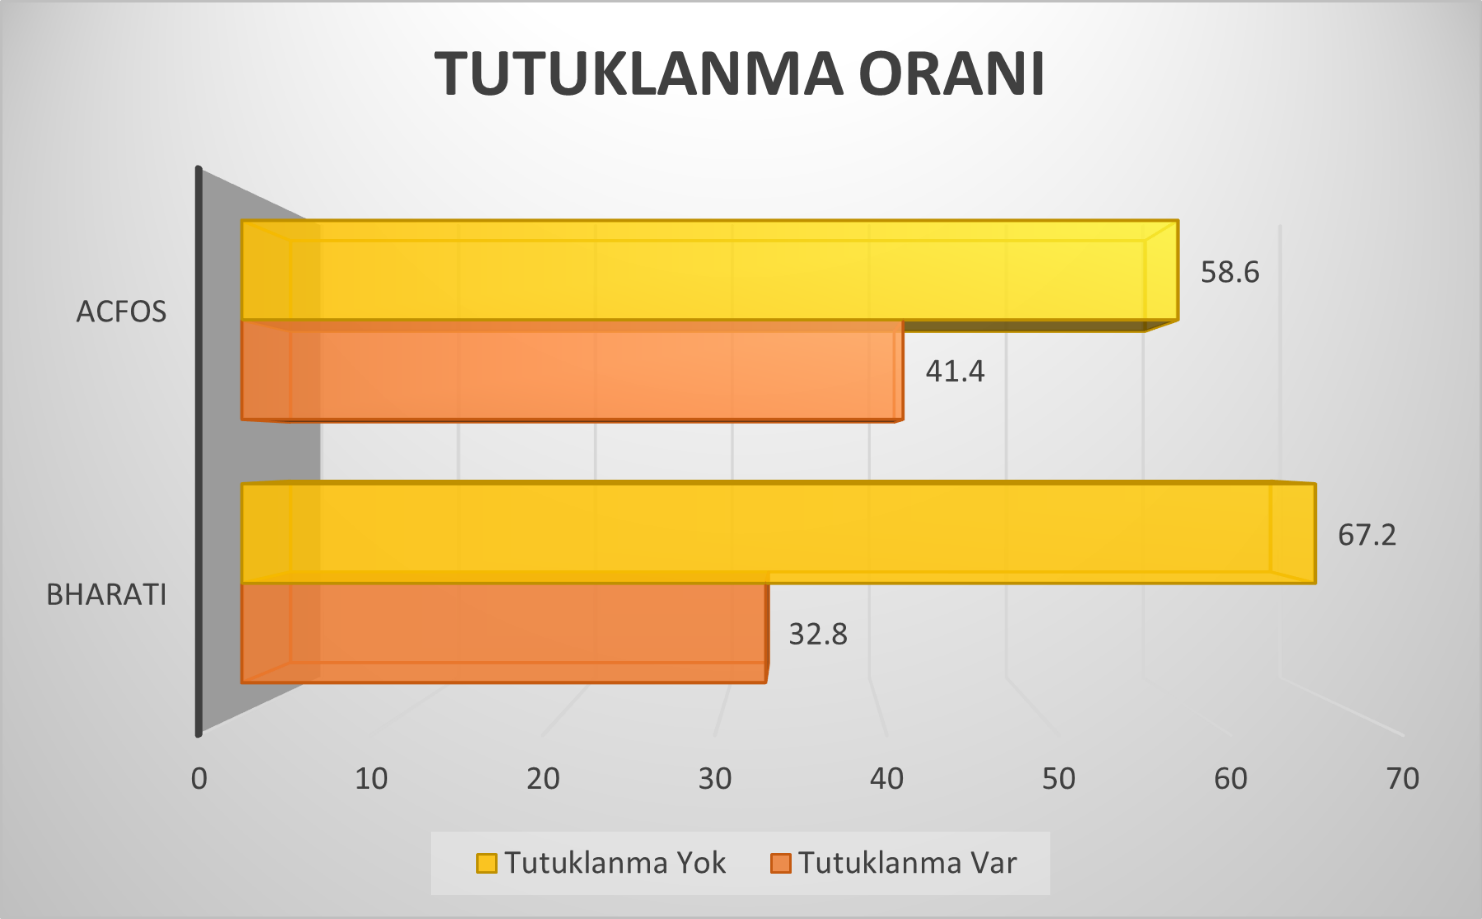 TUTUKLANMA ORANI
ACFOS
58.6
41.4
BHARATI
67.2
32.8
0 10 20 30 40 50 60 70
Tutuklanma Yok Tutuklanma Var